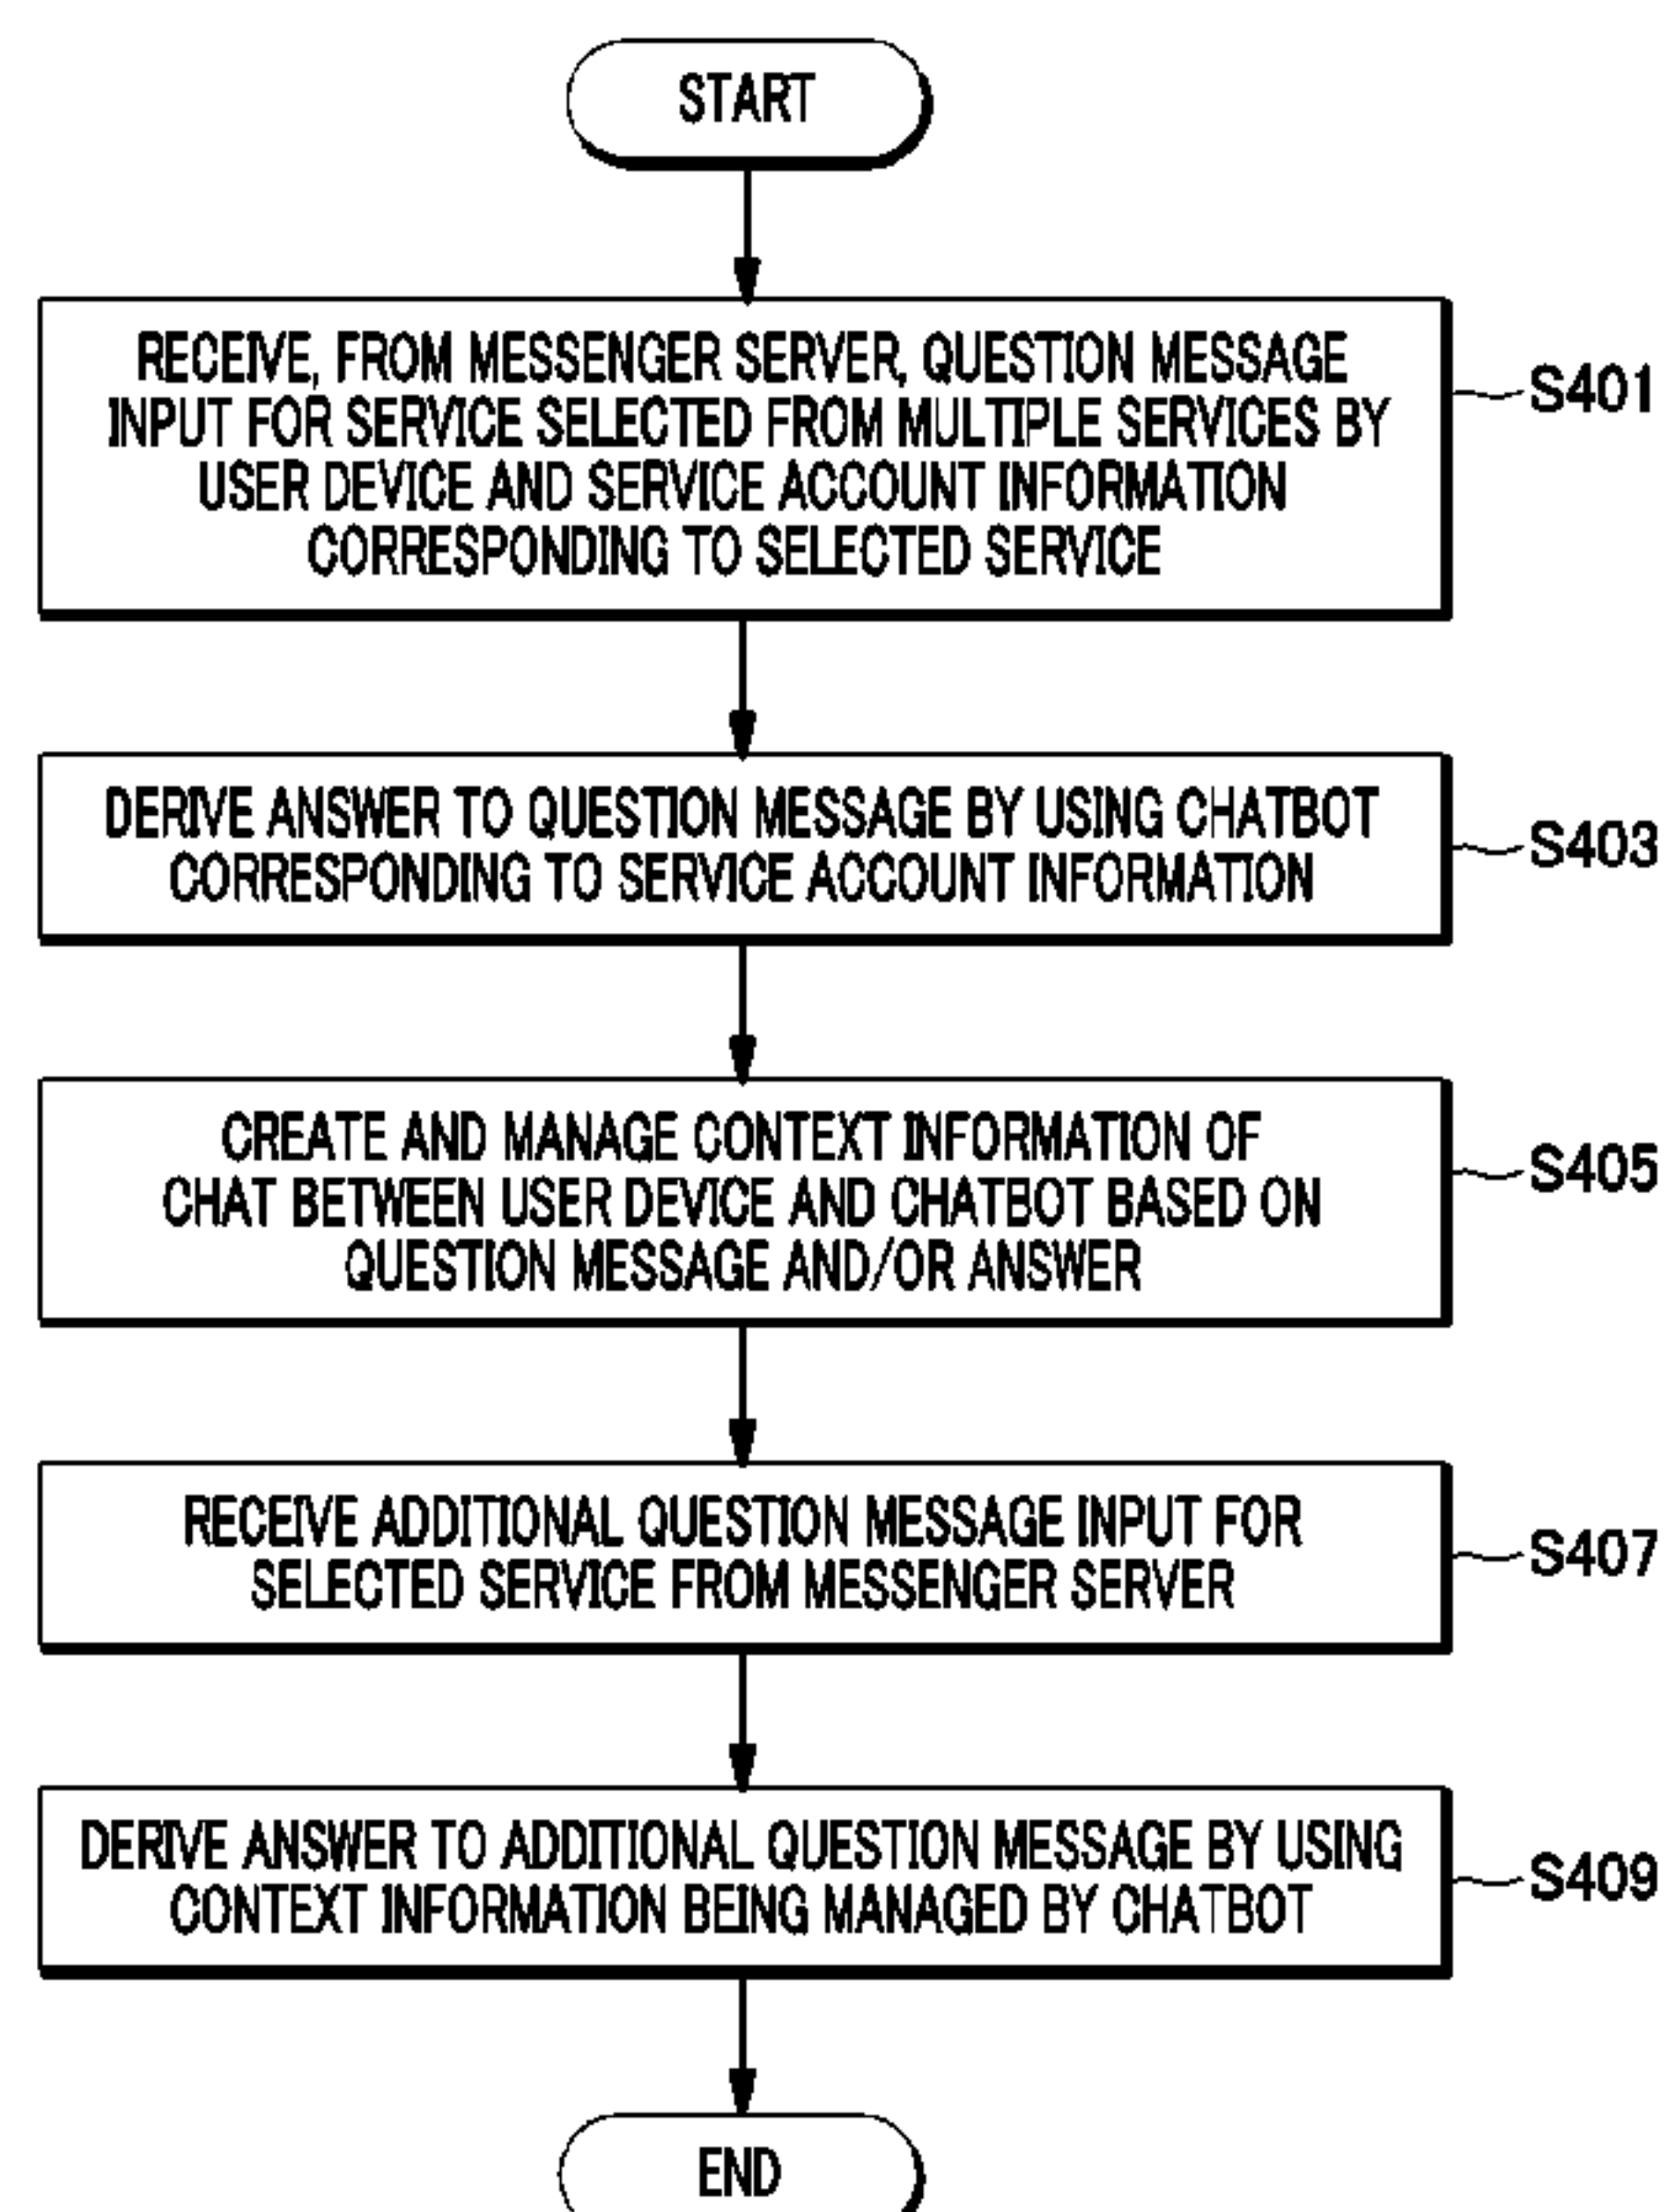 START
RECEIVE, FROM MESSENGER SERVER, QUESTION MESSAGE
INPUT FOR SERVICE SELECTED FROM MULTIPLE SERVICES BY
USER DEVICE AND SERVICE ACCOUNT INFORMATION
CORRESPONDING TO SELECTED SERVICE
S401
DERIVE ANSWER TO QUESTION MESSAGE BY USING CHATBOT
CORRESPONDING TO SERVICE ACCOUNT INFORMATION
S403
CREATE AND MANAGE CONTEXT INFORMATION OF
CHAT BETWEEN USER DEVICE AND CHATBOT BASED ON
QUESTION MESSAGE AND/OR ANSWER
S405
RECEIVE ADDITIONAL QUESTION MESSAGE INPUT FOR
SELECTED SERVICE FROM MESSENGER SERVER
S407
DERIVE ANSWER TO ADDITIONAL QUESTION MESSAGE BY USING
CONTEXT INFORMATION BEING MANAGED BY CHATBOT
S409
END